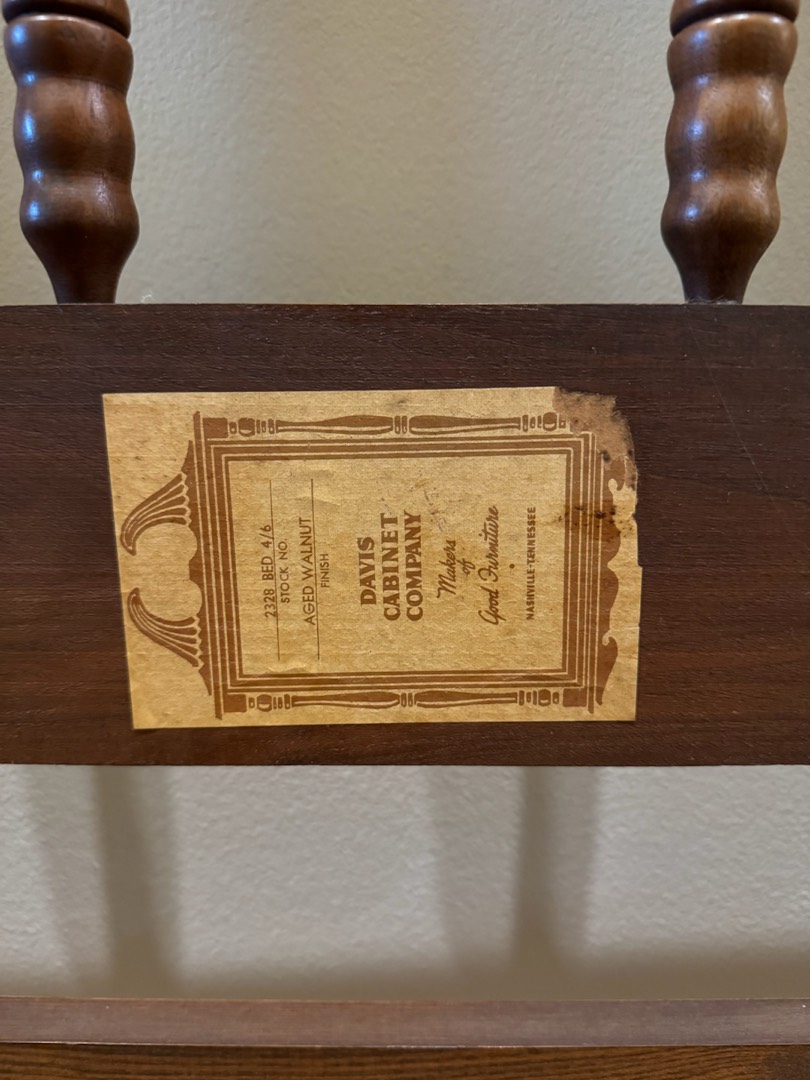 2328 BED 4/6
STOCK NO.
AGED WALNUT
FINISH
DAVIS
CABINET
COMPANY
Makers
of
Good Furniture
NASHVILLE·TENNESSEE